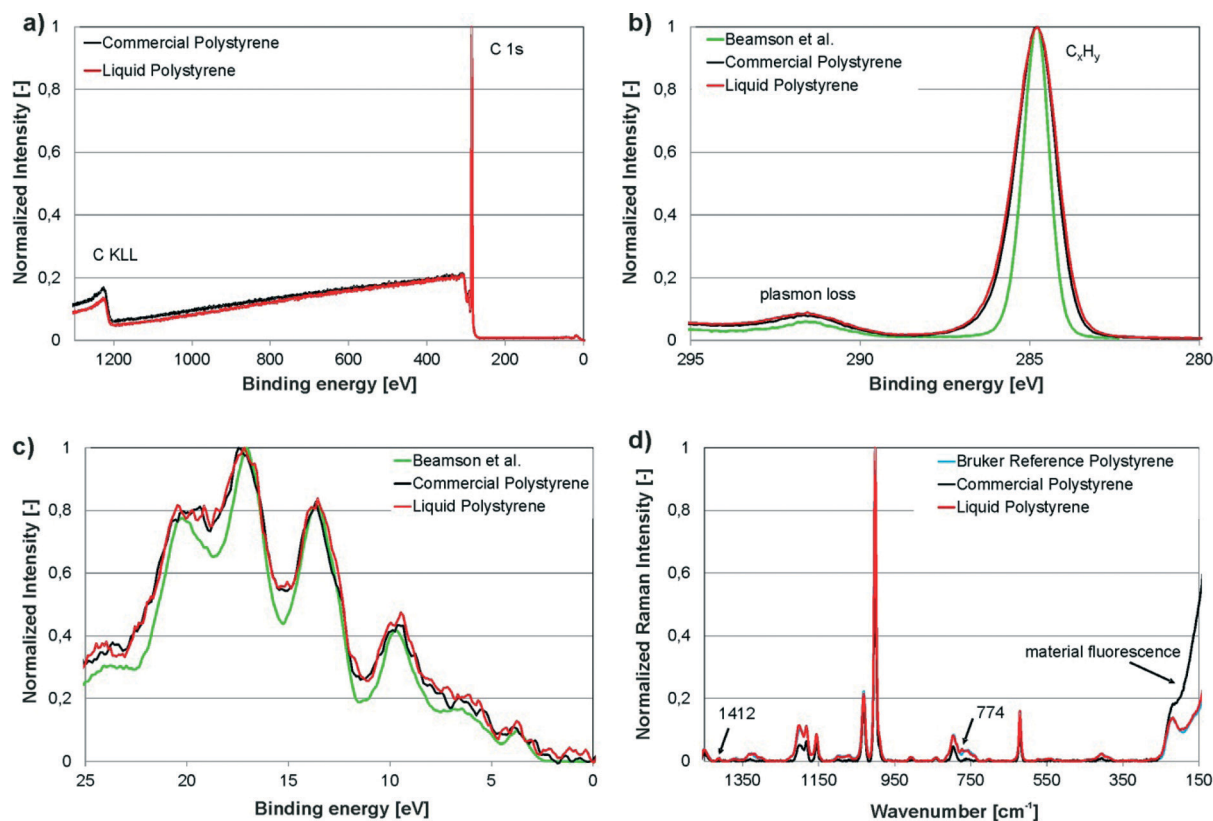 a)
Commercial Polystyrene
Liquid Polystyrene
C 1s
C KLL
Normalized Intensity [-]
1
0,8
0,6
0,4
0,2
0
1200 1000 800 600 400 200 0
Binding energy [eV]
b)
Beamson et al.
Commercial Polystyrene
Liquid Polystyrene
CxHy
plasmon loss
Normalized Intensity [-]
1
0,8
0,6
0,4
0,2
0
295 290 285 280
Binding energy [eV]
c)
Beamson et al.
Commercial Polystyrene
Liquid Polystyrene
Normalized Intensity [-]
1
0,8
0,6
0,4
0,2
0
25 20 15 10 5 0
Binding energy [eV]
d)
Bruker Reference Polystyrene
Commercial Polystyrene
Liquid Polystyrene
material fluorescence
1412
774
Normalized Raman Intensity [-]
1
0,8
0,6
0,4
0,2
0
1350 1150 950 750 550 350 150
Wavenumber [cm⁻¹]